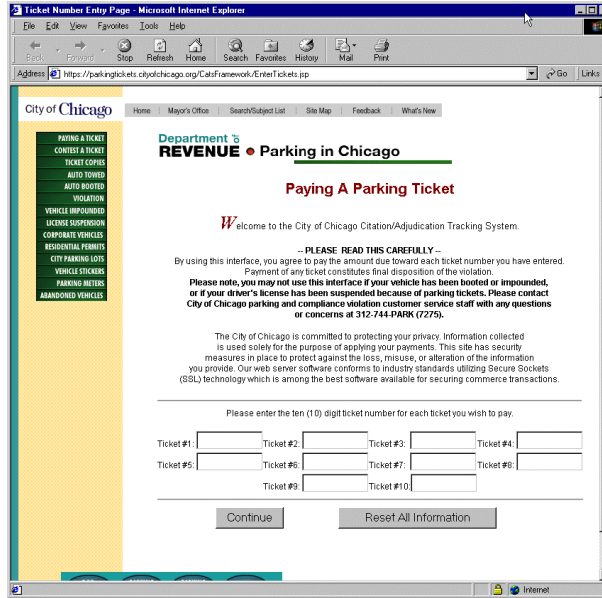 Ticket Number Entry Page - Microsoft Internet Explorer
File Edit View Favorites Tools Help
Back Forward Stop Refresh Home Search Favorites History Mail Print
Address https://parkingtickets.cityofchicago.org/CatsFramework/EnterTickets.jsp Go Links
City of Chicago Home | Mayor's Office | Search/Subject List | Site Map | Feedback | What's New
PAYING A TICKET
CONTEST A TICKET
TICKET COPIES
AUTO TOWED
AUTO BOOTED
VIOLATION
VEHICLE IMPOUNDED
LICENSE SUSPENSION
CORPORATE VEHICLES
RESIDENTIAL PERMITS
CITY PARKING LOTS
VEHICLE STICKERS
PARKING METERS
ABANDONED VEHICLES
Department of
REVENUE • Parking in Chicago
Paying A Parking Ticket
Welcome to the City of Chicago Citation/Adjudication Tracking System.
-- PLEASE READ THIS CAREFULLY --
By using this interface, you agree to pay the amount due toward each ticket number you have entered.
Payment of any ticket constitutes final disposition of the violation.
Please note, you may not use this interface if your vehicle has been booted or impounded,
or if your driver's license has been suspended because of parking tickets. Please contact
City of Chicago parking and compliance violation customer service staff with any questions
or concerns at 312-744-PARK (7275).
The City of Chicago is committed to protecting your privacy. Information collected
is used solely for the purpose of applying your payments. This site has security
measures in place to protect against the loss, misuse, or alteration of the information
you provide. Our web server software conforms to industry standards utilizing Secure Sockets
(SSL) technology which is among the best software available for securing commerce transactions.
Please enter the ten (10) digit ticket number for each ticket you wish to pay.
Ticket #1: Ticket #2: Ticket #3: Ticket #4:
Ticket #5: Ticket #6: Ticket #7: Ticket #8:
Ticket #9: Ticket #10:
Continue Reset All Information
Internet